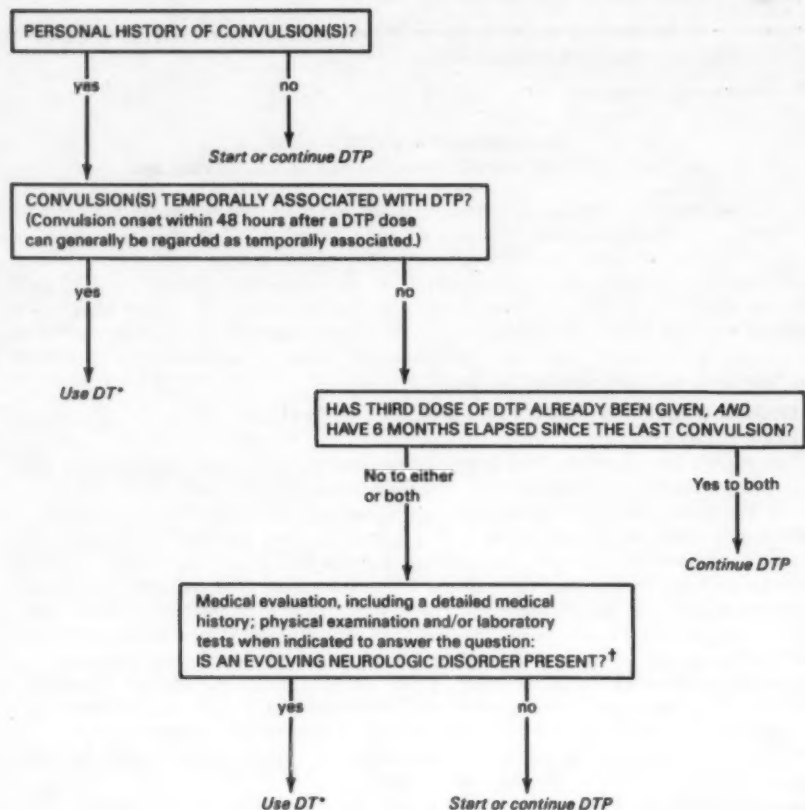 PERSONAL HISTORY OF CONVULSION(S)?
yes
no
Start or continue DTP
CONVULSION(S) TEMPORALLY ASSOCIATED WITH DTP?
(Convulsion onset within 48 hours after a DTP dose
can generally be regarded as temporally associated.)
yes
no
Use DT*
HAS THIRD DOSE OF DTP ALREADY BEEN GIVEN, AND
HAVE 6 MONTHS ELAPSED SINCE THE LAST CONVULSION?
No to either
or both
Yes to both
Continue DTP
Medical evaluation, including a detailed medical
history; physical examination and/or laboratory
tests when indicated to answer the question:
IS AN EVOLVING NEUROLOGIC DISORDER PRESENT?†
yes
no
Use DT*
Start or continue DTP